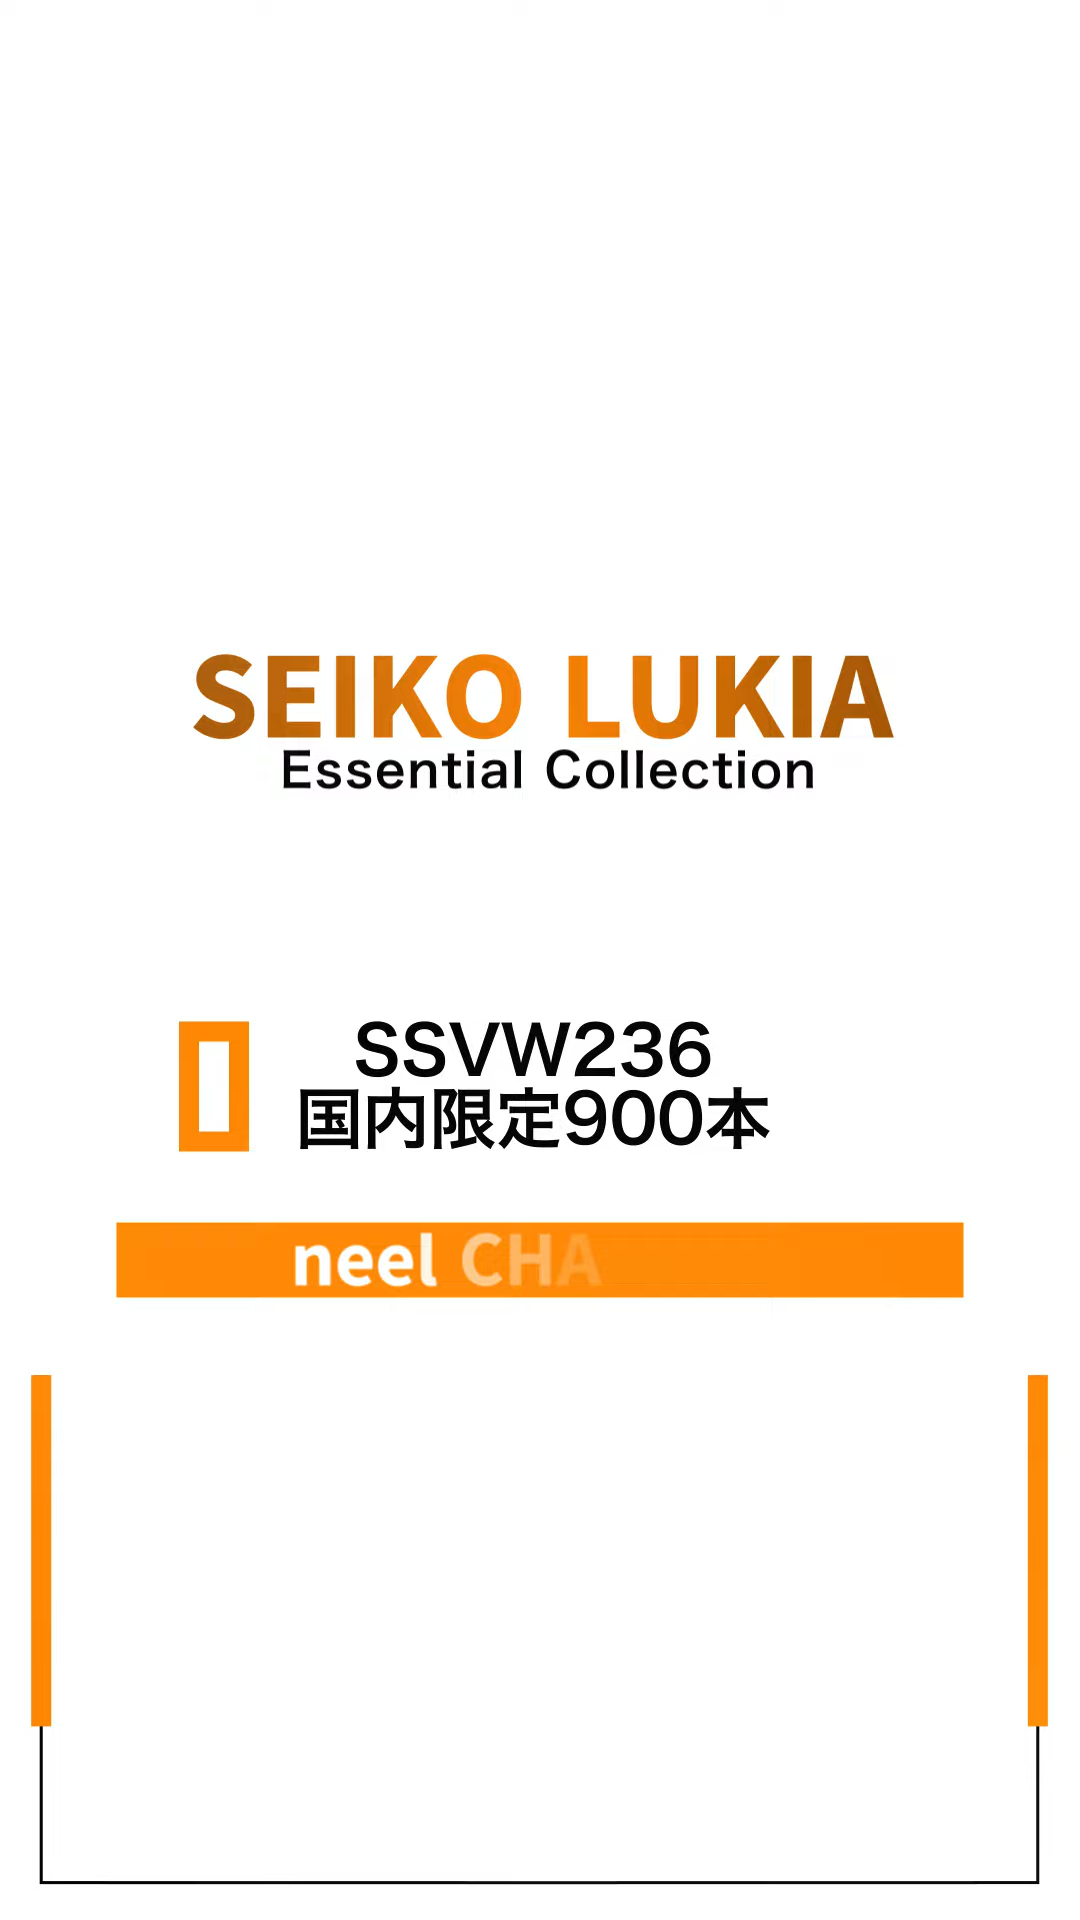 SEIKO LUKIA
Essential Collection
SSVW236
国内限定900本
neel CHA